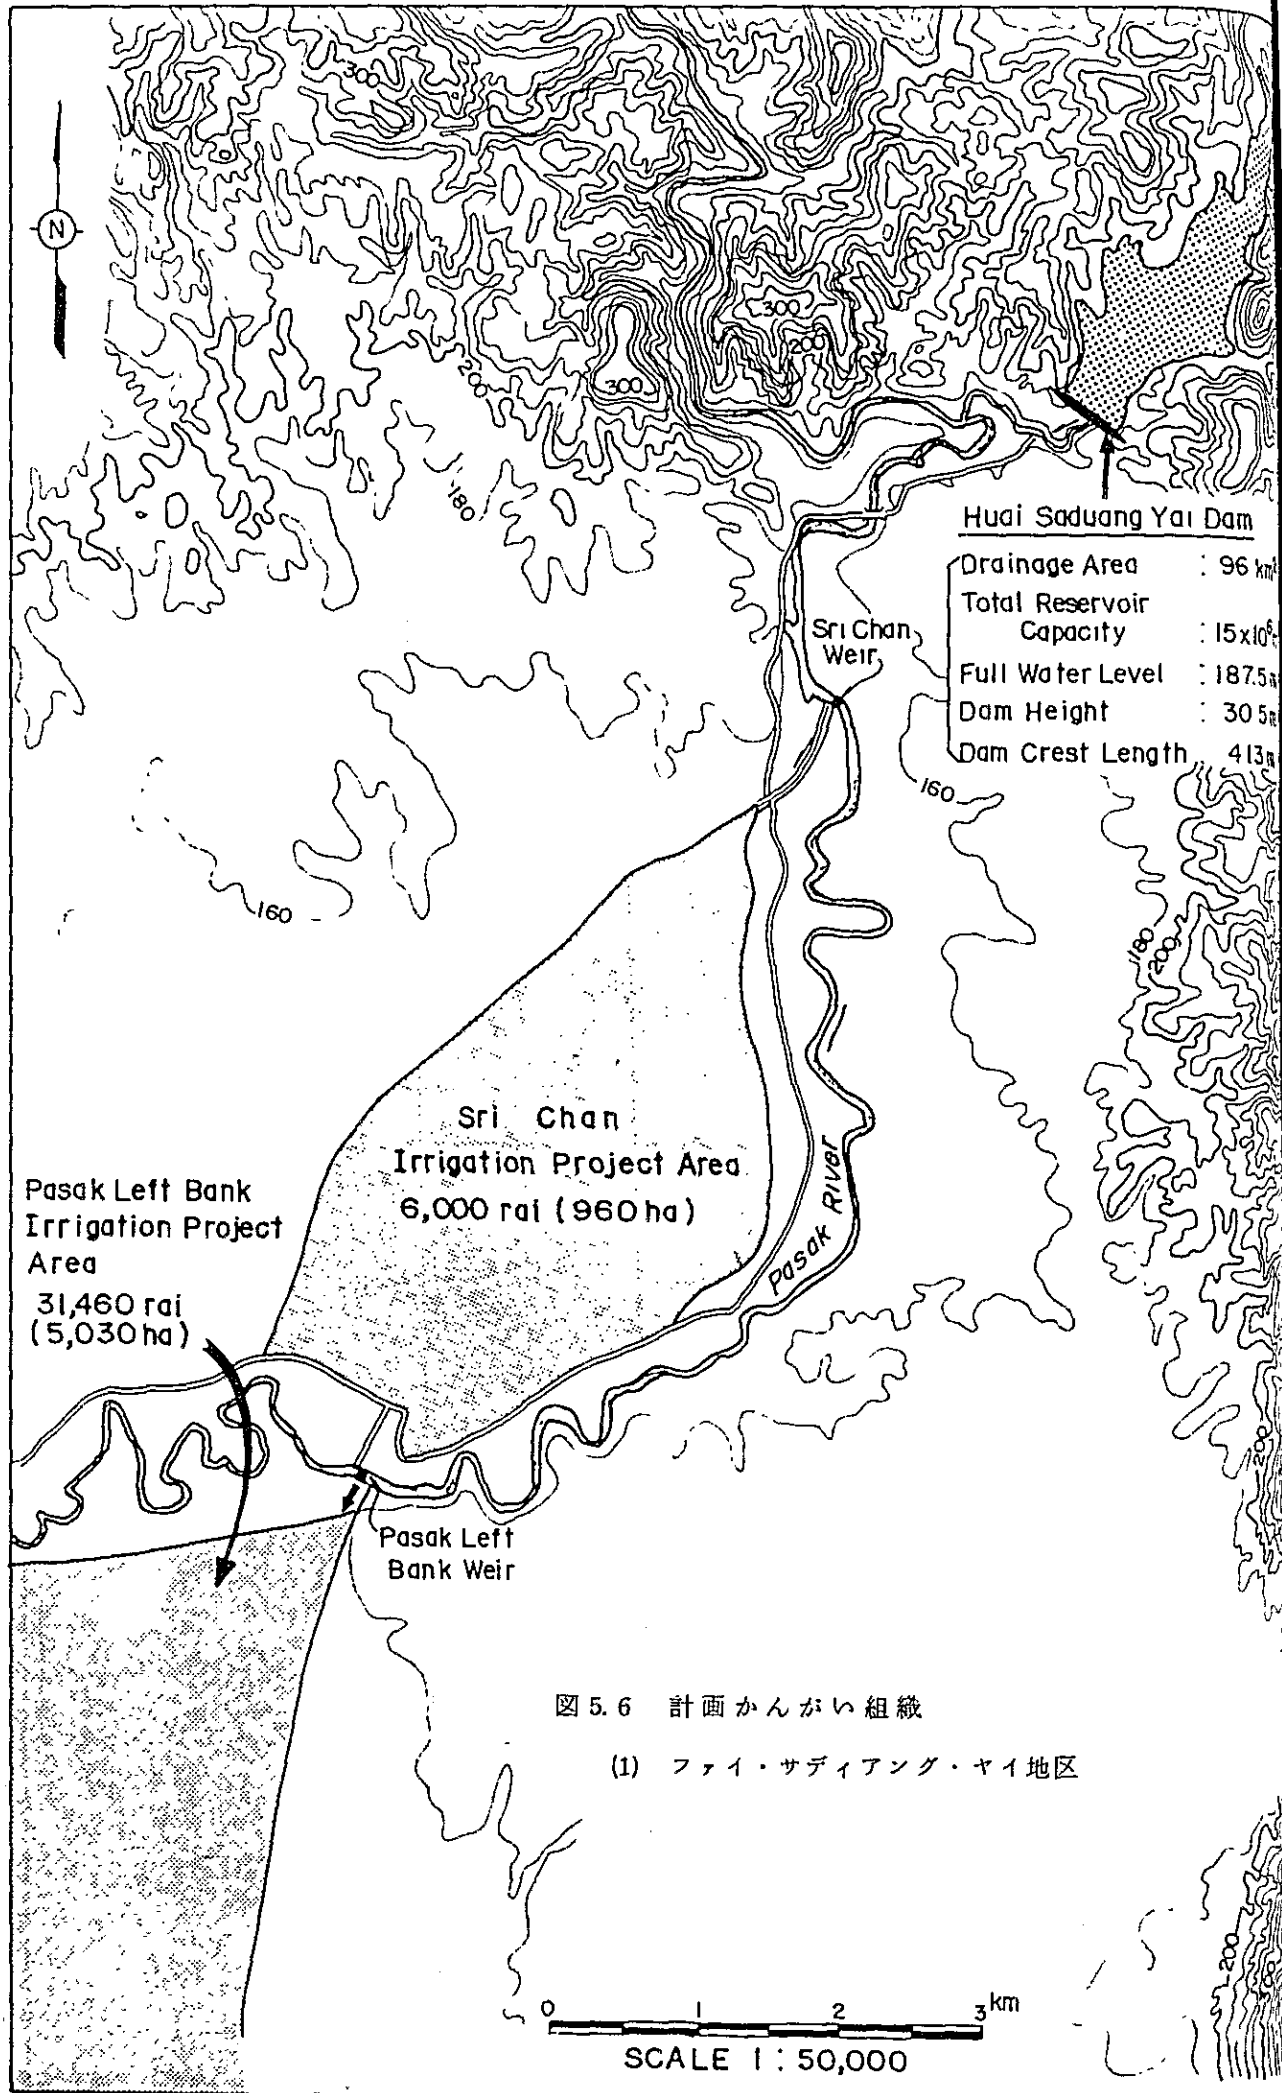 300
N
300
200
300
200
180
Huai Saduang Yai Dam
Drainage Area : 96 km²
Total Reservoir
Capacity : 15x10⁶
Full Water Level : 187.5m
Dam Height : 30 5m
Dam Crest Length 413m
Sri Chan
Weir
160
160
180
200
Sri Chan
Irrigation Project Area
6,000 rai (960 ha)
Pasak River
Pasak Left Bank
Irrigation Project
Area
31,460 rai
(5,030 ha)
200
Pasak Left
Bank Weir
図 5.6 計画かんがい組織
(1) ファイ・サディアング・ヤイ地区
200
0 1 2 3 km
SCALE 1 : 50,000